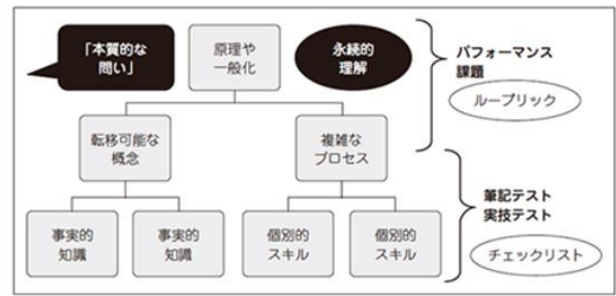 「本質的な
問い」
原理や
一般化
永続的
理解
パフォーマンス
課題
ルーブリック
転移可能な
概念
複雑な
プロセス
筆記テスト
実技テスト
事実的
知識
事実的
知識
個別的
スキル
個別的
スキル
チェックリスト